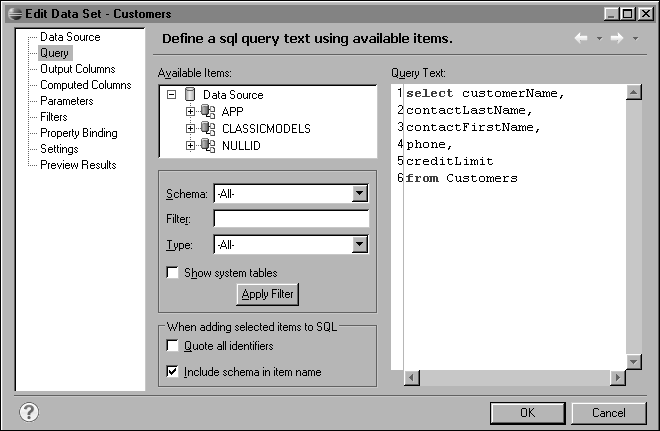 Edit Data Set - Customers
Data Source
Query
Output Columns
Computed Columns
Parameters
Filters
Property Binding
Settings
Preview Results
Define a sql query text using available items.
Available Items:
Data Source
APP
CLASSICMODELS
NULLID
Schema: -All-
Filter:
Type: -All-
Show system tables
Apply Filter
When adding selected items to SQL
Quote all identifiers
Include schema in item name
Query Text:
1 select customerName,
2 contactLastName,
3 contactFirstName,
4 phone,
5 creditLimit
6 from Customers
?
OK
Cancel